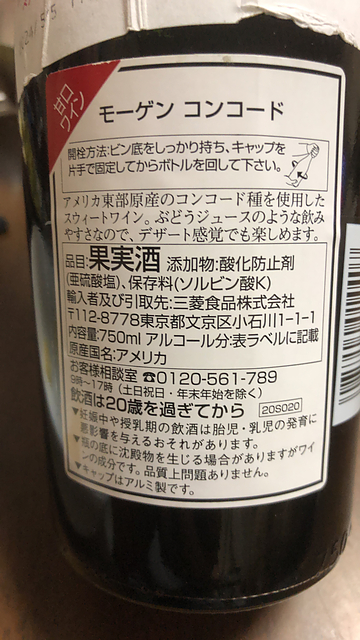 甘口
ワイン
モーゲン コンコード
開栓方法:ビン底をしっかり持ち、キャップを
片手で固定してからボトルを回して下さい。
アメリカ東部原産のコンコード種を使用した
スウィートワイン。ぶどうジュースのような飲み
やすさなので、デザート感覚でも楽しめます。
品目:果実酒 添加物:酸化防止剤
(亜硫酸塩)、保存料(ソルビン酸K)
輸入者及び引取先:三菱食品株式会社
〒112-8778東京都文京区小石川1-1-1
内容量:750ml アルコール分:表ラベルに記載
原産国名:アメリカ
お客様相談室 ☎0120-561-789
9時～17時(土日祝日・年末年始を除く)
飲酒は20歳を過ぎてから 20S020
▼妊娠中や授乳期の飲酒は胎児・乳児の発育に
悪影響を与えるおそれがあります。
▼瓶の底に沈殿物を生じる場合がありますがワイ
ンの成分です。品質上問題ありません。
▼キャップはアルミ製です。